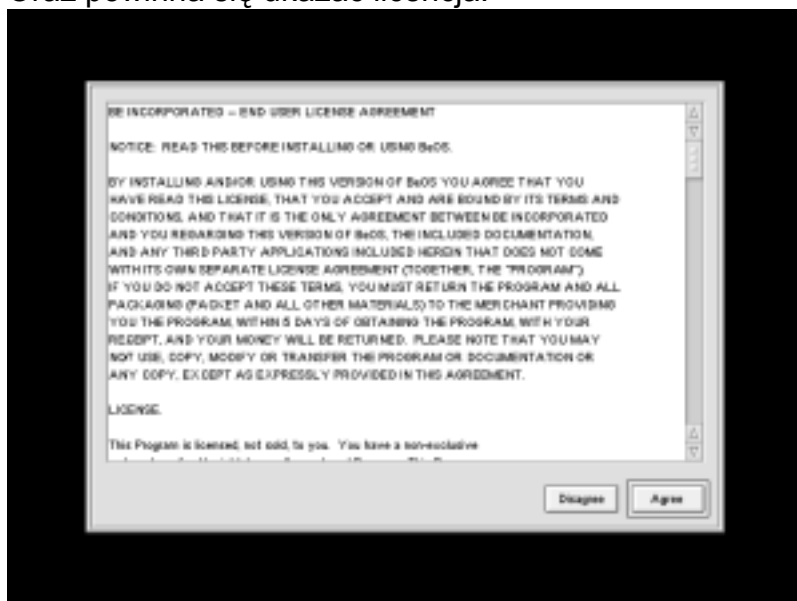 Oraz powinna się ukazać licencja:
BE INCORPORATED – END USER LICENSE AGREEMENT
NOTICE: READ THIS BEFORE INSTALLING OR USING BeOS.
BY INSTALLING AND/OR USING THIS VERSION OF BeOS YOU AGREE THAT YOU
HAVE READ THIS LICENSE, THAT YOU ACCEPT AND ARE BOUND BY ITS TERMS AND
CONDITIONS, AND THAT IT IS THE ONLY AGREEMENT BETWEEN BE INCORPORATED
AND YOU REGARDING THIS VERSION OF BeOS, THE INCLUDED DOCUMENTATION,
AND ANY THIRD PARTY APPLICATIONS INCLUDED HEREIN THAT DOES NOT COME
WITH ITS OWN SEPARATE LICENSE AGREEMENT (TOGETHER, THE "PROGRAM")
IF YOU DO NOT ACCEPT THESE TERMS, YOU MUST RETURN THE PROGRAM AND ALL
PACKAGING (PACKET AND ALL OTHER MATERIALS) TO THE MERCHANT PROVIDING
YOU THE PROGRAM, WITHIN 5 DAYS OF OBTAINING THE PROGRAM, WITH YOUR
RECEIPT, AND YOUR MONEY WILL BE RETURNED. PLEASE NOTE THAT YOU MAY
NOT USE, COPY, MODIFY OR TRANSFER THE PROGRAM OR DOCUMENTATION OR
ANY COPY, EXCEPT AS EXPRESSLY PROVIDED IN THIS AGREEMENT.
LICENSE.
This Program is licensed, not sold, to you. You have a non-exclusive
Disagree Agree